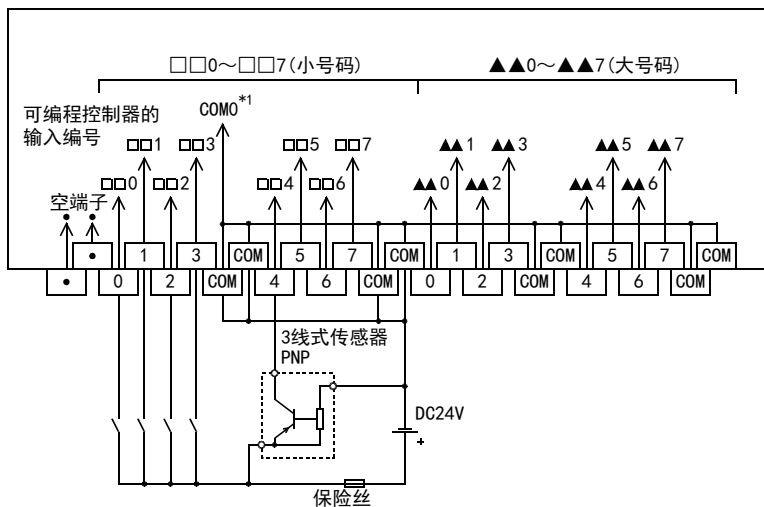 □□0～□□7(小号码)
▲▲0～▲▲7(大号码)
可编程控制器的
输入编号
COM0*1
□□1
□□3
□□5
□□7
▲▲1
▲▲3
▲▲5
▲▲7
空端子
□□0
□□2
□□4
□□6
▲▲0
▲▲2
▲▲4
▲▲6
• 1 3 COM 5 7 COM 1 3 COM 5 7 COM
• 0 2 COM 4 6 COM 0 2 COM 4 6 COM
3线式传感器
PNP
DC24V
+
保险丝